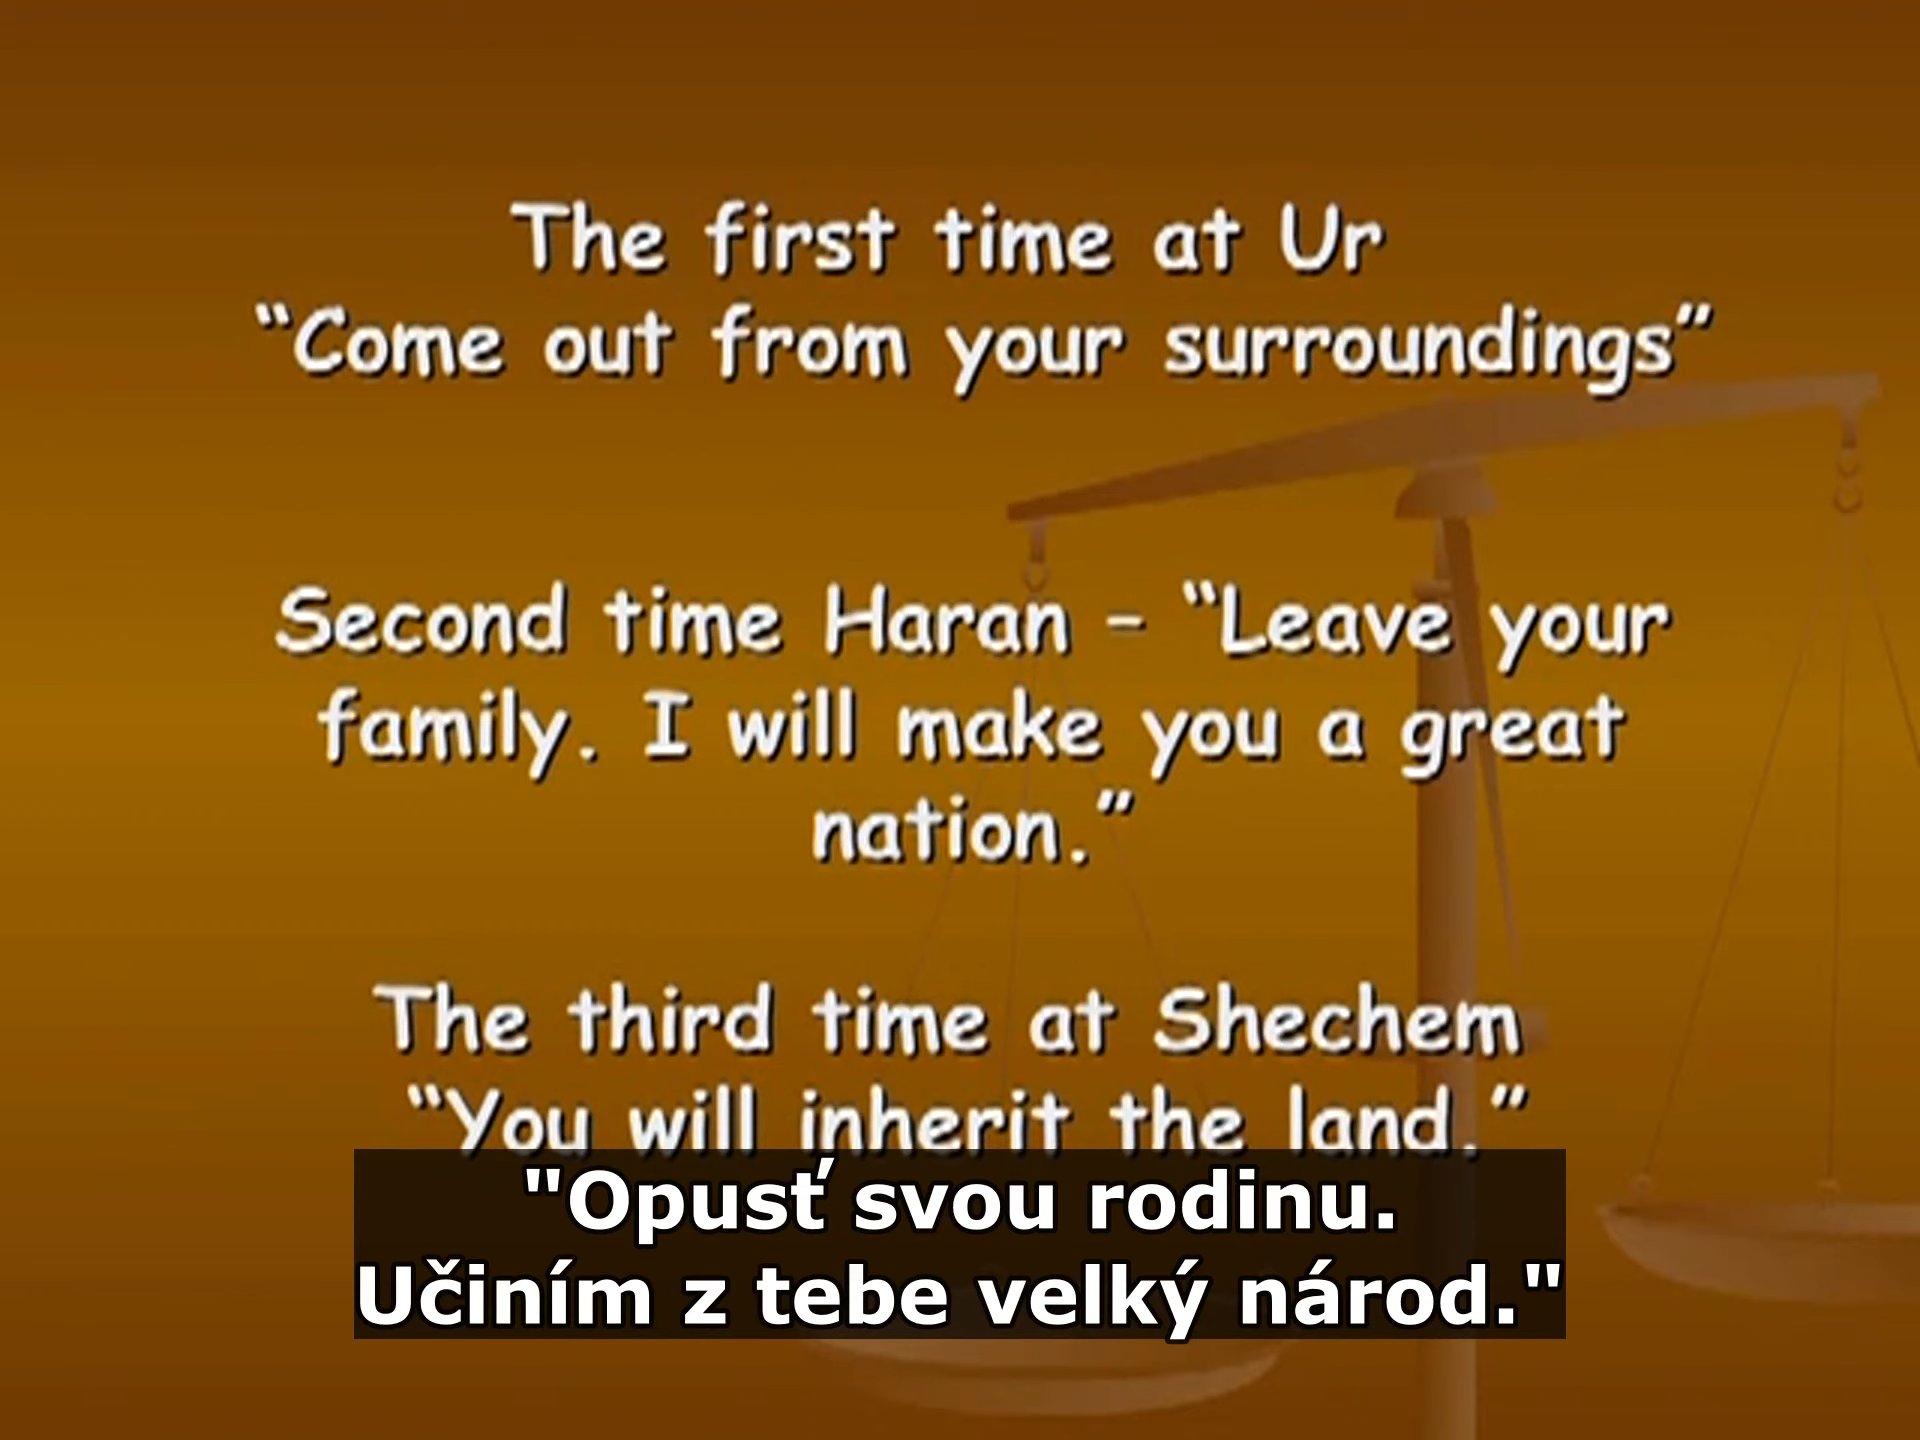 The first time at Ur
“Come out from your surroundings”
Second time Haran – “Leave your
family. I will make you a great
nation.”
The third time at Shechem
“You will inherit the land.”
"Opusť svou rodinu.
Učiním z tebe velký národ."